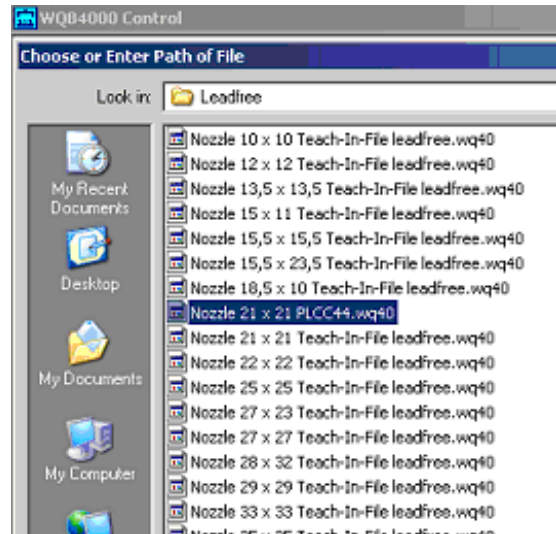 WQB4000 Control
Choose or Enter Path of File
Look in: Leadfree
My Recent
Documents
Desktop
My Documents
My Computer
Nozzle 10 x 10 Teach-In-File leadfree.wq40
Nozzle 12 x 12 Teach-In-File leadfree.wq40
Nozzle 13,5 x 13,5 Teach-In-File leadfree.wq40
Nozzle 15 x 11 Teach-In-File leadfree.wq40
Nozzle 15,5 x 15,5 Teach-In-File leadfree.wq40
Nozzle 15,5 x 23,5 Teach-In-File leadfree.wq40
Nozzle 18,5 x 10 Teach-In-File leadfree.wq40
Nozzle 21 x 21 PLCC44.wq40
Nozzle 21 x 21 Teach-In-File leadfree.wq40
Nozzle 22 x 22 Teach-In-File leadfree.wq40
Nozzle 25 x 25 Teach-In-File leadfree.wq40
Nozzle 27 x 23 Teach-In-File leadfree.wq40
Nozzle 27 x 27 Teach-In-File leadfree.wq40
Nozzle 28 x 32 Teach-In-File leadfree.wq40
Nozzle 29 x 29 Teach-In-File leadfree.wq40
Nozzle 33 x 33 Teach-In-File leadfree.wq40